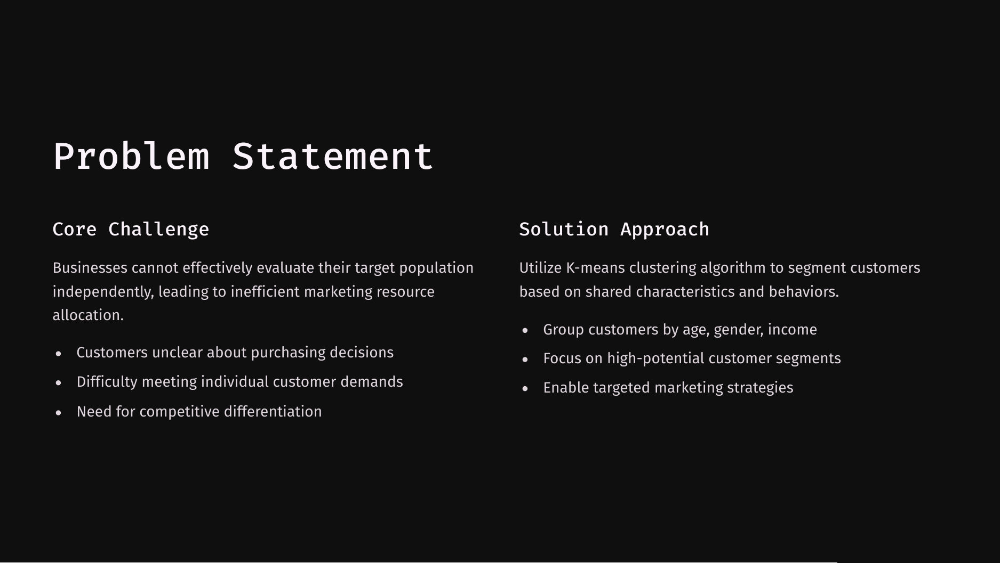 Problem Statement
Core Challenge
Businesses cannot effectively evaluate their target population
independently, leading to inefficient marketing resource
allocation.
• Customers unclear about purchasing decisions
• Difficulty meeting individual customer demands
• Need for competitive differentiation
Solution Approach
Utilize K-means clustering algorithm to segment customers
based on shared characteristics and behaviors.
• Group customers by age, gender, income
• Focus on high-potential customer segments
• Enable targeted marketing strategies